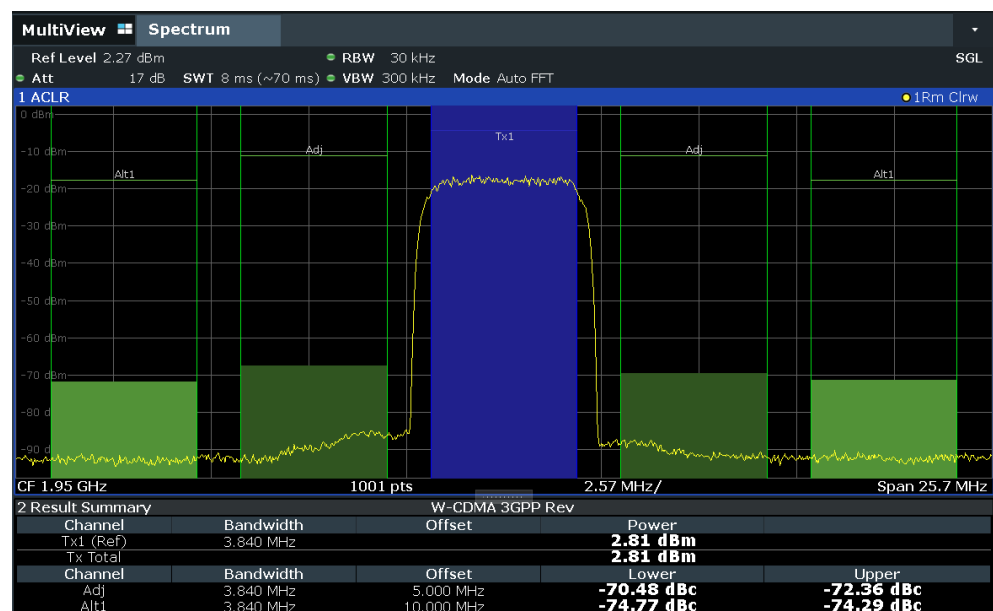 MultiView Spectrum
Ref Level 2.27 dBm RBW 30 kHz SGL
Att 17 dB SWT 8 ms (~70 ms) VBW 300 kHz Mode Auto FFT
1 ACLR 1Rm Clrw
0 dBm
Tx1
-10 dBm Adj Adj
Alt1 Alt1
-20 dBm
-30 dBm
-40 dBm
-50 dBm
-60 dBm
-70 dBm
-80 d
-90 d
CF 1.95 GHz 1001 pts 2.57 MHz/ Span 25.7 MHz
2 Result Summary W-CDMA 3GPP Rev
Channel Bandwidth Offset Power
Tx1 (Ref) 3.840 MHz 2.81 dBm
Tx Total 2.81 dBm
Channel Bandwidth Offset Lower Upper
Adj 3.840 MHz 5.000 MHz -70.48 dBc -72.36 dBc
Alt1 3.840 MHz 10.000 MHz -74.77 dBc -74.29 dBc